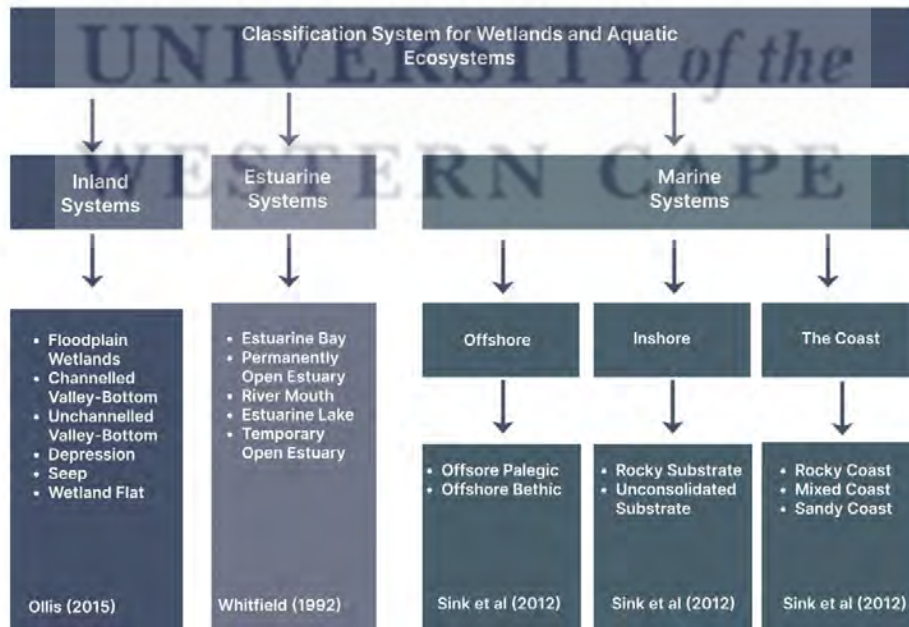 Classification System for Wetlands and Aquatic
Ecosystems
UNIVERSITY of the
WESTERN CAPE
Inland
Systems
Estuarine
Systems
Marine
Systems
• Floodplain
Wetlands
• Channelled
Valley-Bottom
• Unchannelled
Valley-Bottom
• Depression
• Seep
• Wetland Flat
Ollis (2015)
• Estuarine Bay
• Permanently
Open Estuary
• River Mouth
• Estuarine Lake
• Temporary
Open Estuary
Whitfield (1992)
Offshore
• Offsore Palegic
• Offshore Bethic
Sink et al (2012)
Inshore
• Rocky Substrate
• Unconsolidated
Substrate
Sink et al (2012)
The Coast
• Rocky Coast
• Mixed Coast
• Sandy Coast
Sink et al (2012)